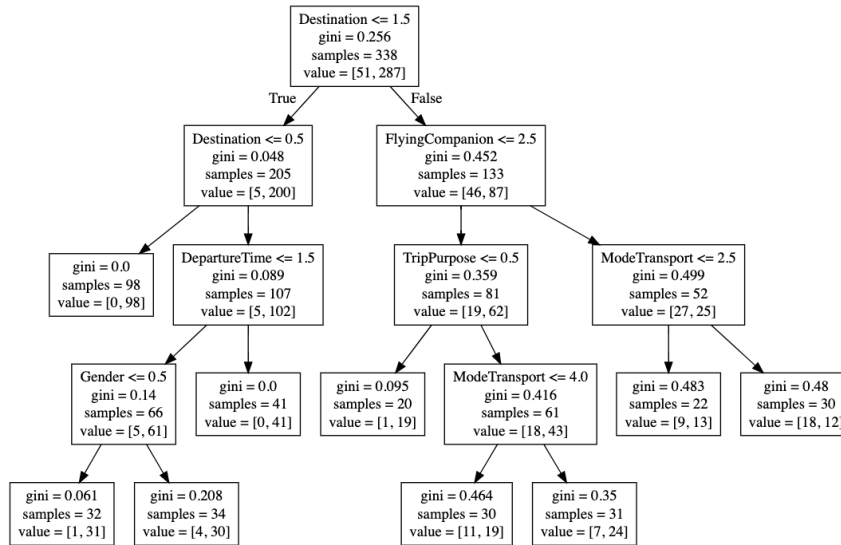 Destination <= 1.5
gini = 0.256
samples = 338
value = [51, 287]
True
False
Destination <= 0.5
gini = 0.048
samples = 205
value = [5, 200]
FlyingCompanion <= 2.5
gini = 0.452
samples = 133
value = [46, 87]
gini = 0.0
samples = 98
value = [0, 98]
DepartureTime <= 1.5
gini = 0.089
samples = 107
value = [5, 102]
TripPurpose <= 0.5
gini = 0.359
samples = 81
value = [19, 62]
ModeTransport <= 2.5
gini = 0.499
samples = 52
value = [27, 25]
Gender <= 0.5
gini = 0.14
samples = 66
value = [5, 61]
gini = 0.0
samples = 41
value = [0, 41]
gini = 0.095
samples = 20
value = [1, 19]
ModeTransport <= 4.0
gini = 0.416
samples = 61
value = [18, 43]
gini = 0.483
samples = 22
value = [9, 13]
gini = 0.48
samples = 30
value = [18, 12]
gini = 0.061
samples = 32
value = [1, 31]
gini = 0.208
samples = 34
value = [4, 30]
gini = 0.464
samples = 30
value = [11, 19]
gini = 0.35
samples = 31
value = [7, 24]